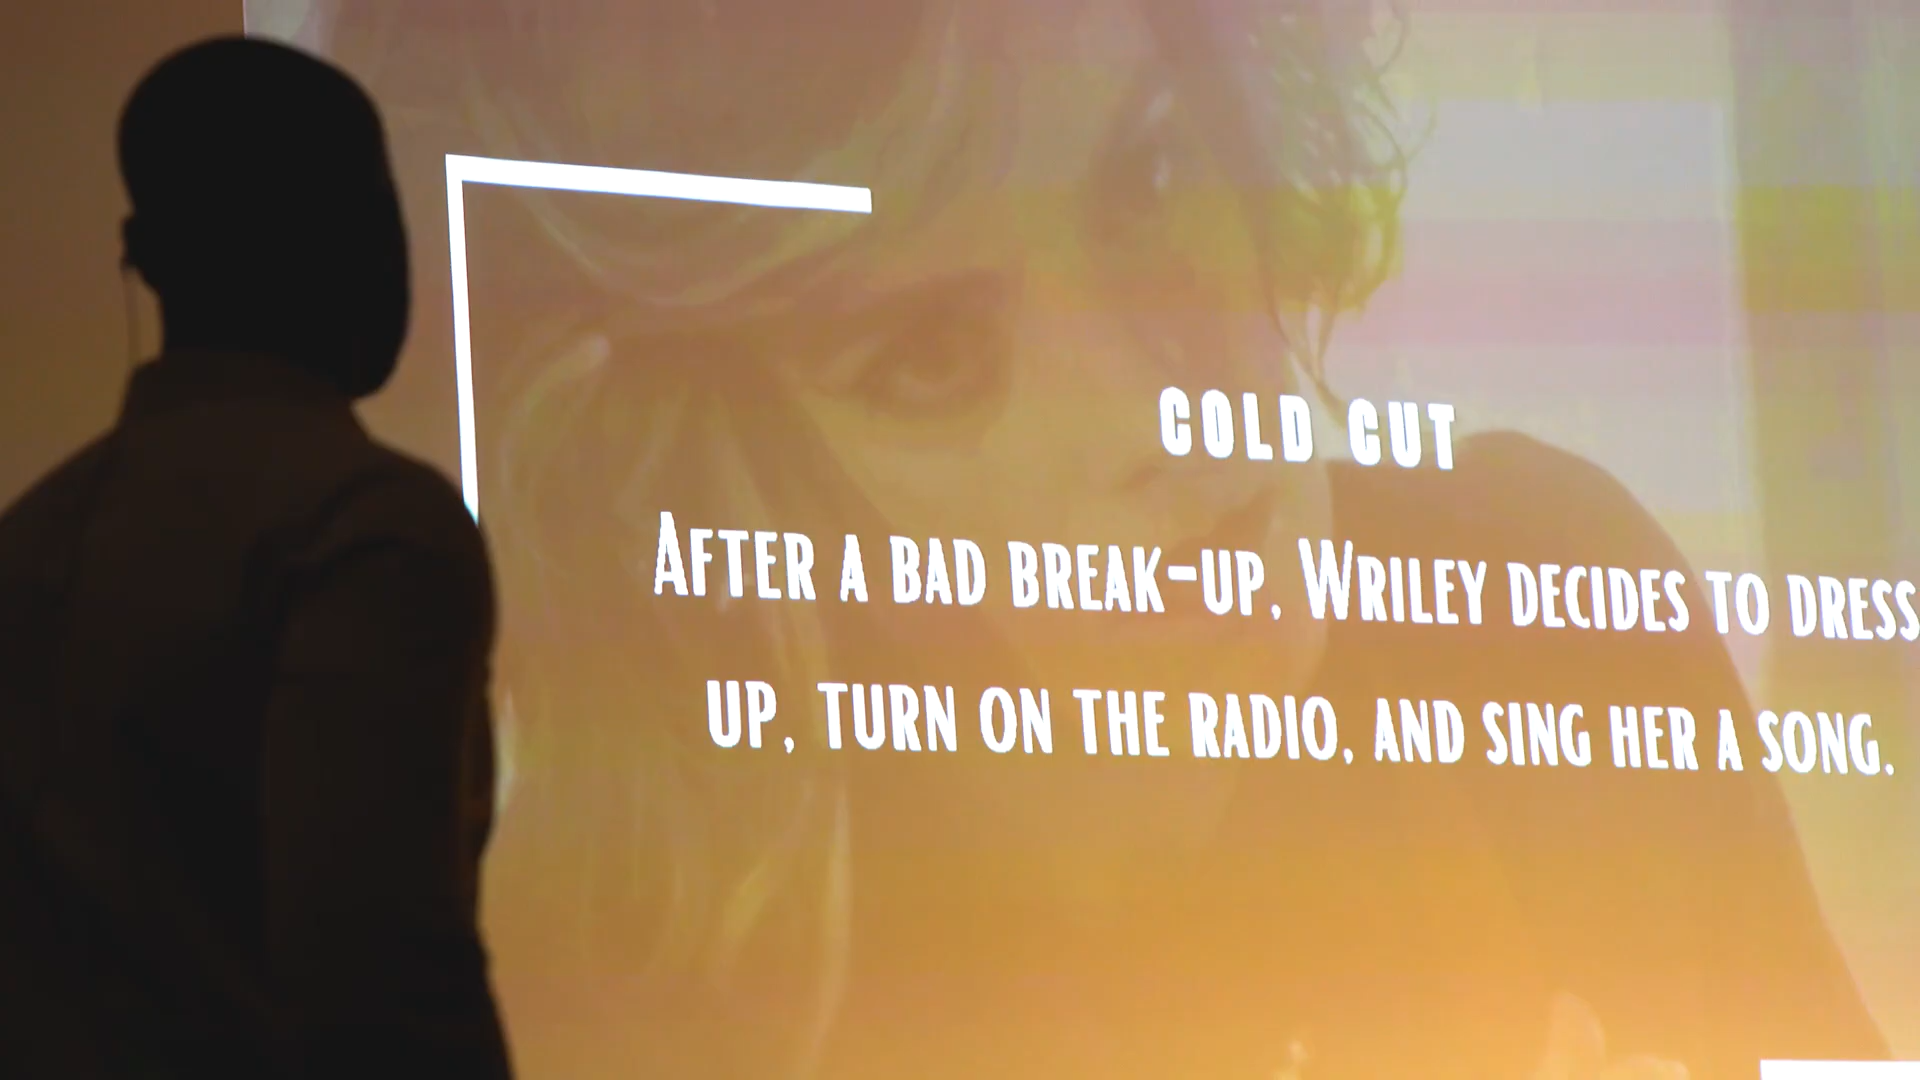 COLD CUT
AFTER A BAD BREAK-UP, WRILEY DECIDES TO DRESS
UP, TURN ON THE RADIO, AND SING HER A SONG.